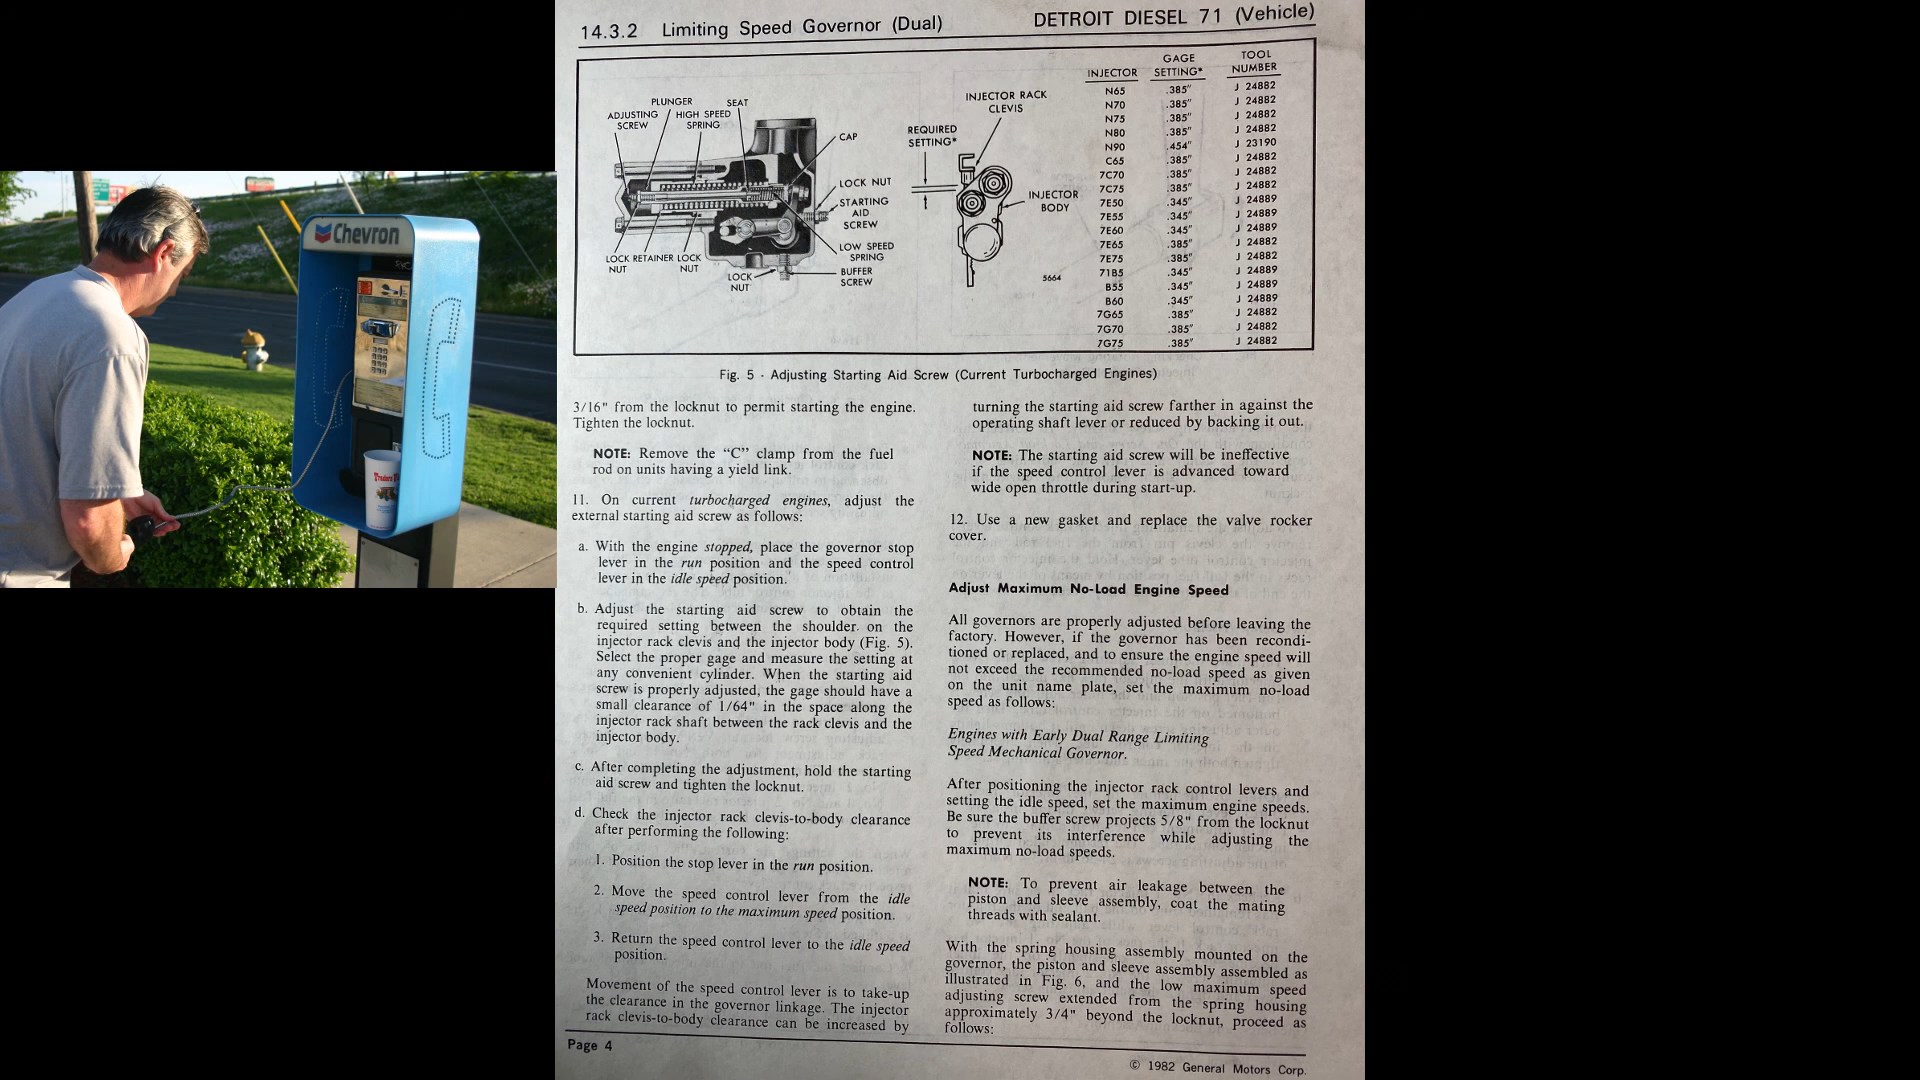 Chevron
14.3.2 Limiting Speed Governor (Dual)
DETROIT DIESEL 71 (Vehicle)
PLUNGER
SEAT
ADJUSTING
SCREW
HIGH SPEED
SPRING
CAP
LOCK NUT
STARTING
AID
SCREW
LOW SPEED
SPRING
BUFFER
SCREW
LOCK
NUT
RETAINER
LOCK
NUT
LOCK
NUT
INJECTOR RACK
CLEVIS
REQUIRED
SETTING*
INJECTOR
BODY
5664
INJECTOR GAGE SETTING* TOOL NUMBER
N65 .385" J 24882
N70 .385" J 24882
N75 .385" J 24882
N80 .385" J 24882
N90 .454" J 23190
C65 .385" J 24882
7C70 .385" J 24882
7C75 .385" J 24882
7E50 .345" J 24889
7E55 .345" J 24889
7E60 .345" J 24889
7E65 .385" J 24882
7E75 .385" J 24882
71B5 .345" J 24889
B55 .345" J 24889
B60 .345" J 24889
7G65 .385" J 24882
7G70 .385" J 24882
7G75 .385" J 24882
Fig. 5 - Adjusting Starting Aid Screw (Current Turbocharged Engines)
3/16" from the locknut to permit starting the engine.
Tighten the locknut.
NOTE: Remove the "C" clamp from the fuel
rod on units having a yield link.
11. On current turbocharged engines, adjust the
external starting aid screw as follows:
a. With the engine stopped, place the governor stop
lever in the run position and the speed control
lever in the idle speed position.
b. Adjust the starting aid screw to obtain the
required setting between the shoulder on the
injector rack clevis and the injector body (Fig. 5).
Select the proper gage and measure the setting at
any convenient cylinder. When the starting aid
screw is properly adjusted, the gage should have a
small clearance of 1/64" in the space along the
injector rack shaft between the rack clevis and the
injector body.
c. After completing the adjustment, hold the starting
aid screw and tighten the locknut.
d. Check the injector rack clevis-to-body clearance
after performing the following:
1. Position the stop lever in the run position.
2. Move the speed control lever from the idle
speed position to the maximum speed position.
3. Return the speed control lever to the idle speed
position.
Movement of the speed control lever is to take-up
the clearance in the governor linkage. The injector
rack clevis-to-body clearance can be increased by
turning the starting aid screw farther in against the
operating shaft lever or reduced by backing it out.
NOTE: The starting aid screw will be ineffective
if the speed control lever is advanced toward
wide open throttle during start-up.
12. Use a new gasket and replace the valve rocker
cover.
Adjust Maximum No-Load Engine Speed
All governors are properly adjusted before leaving the
factory. However, if the governor has been recondi-
tioned or replaced, and to ensure the engine speed will
not exceed the recommended no-load speed as given
on the unit name plate, set the maximum no-load
speed as follows:
Engines with Early Dual Range Limiting
Speed Mechanical Governor.
After positioning the injector rack control levers and
setting the idle speed, set the maximum engine speeds.
Be sure the buffer screw projects 5/8" from the locknut
to prevent its interference while adjusting the
maximum no-load speeds.
NOTE: To prevent air leakage between the
piston and sleeve assembly, coat the mating
threads with sealant.
With the spring housing assembly mounted on the
governor, the piston and sleeve assembly assembled as
illustrated in Fig. 6, and the low maximum speed
adjusting screw extended from the spring housing
approximately 3/4" beyond the locknut, proceed as
follows:
Page 4
© 1982 General Motors Corp.